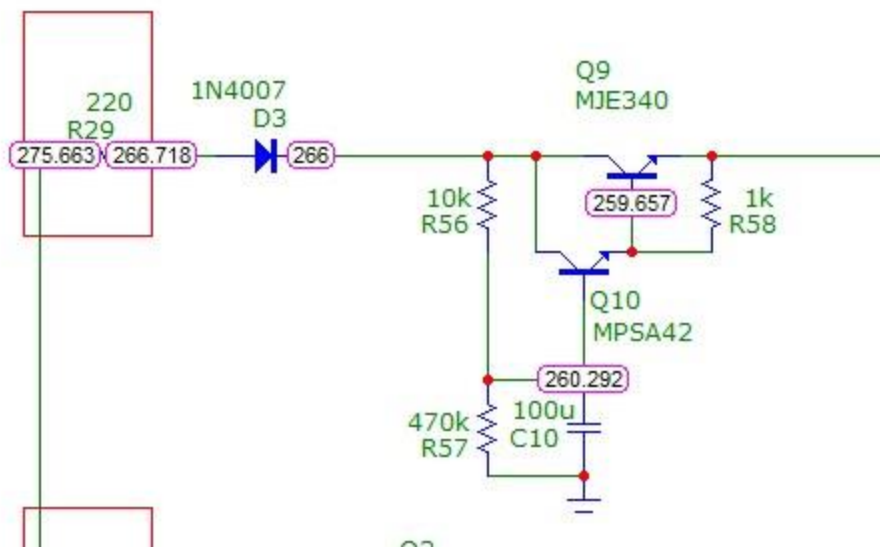 220
R29
275.663
266.718
1N4007
D3
266
Q9
MJE340
10k
R56
259.657
1k
R58
Q10
MPSA42
260.292
470k
R57
100u
C10